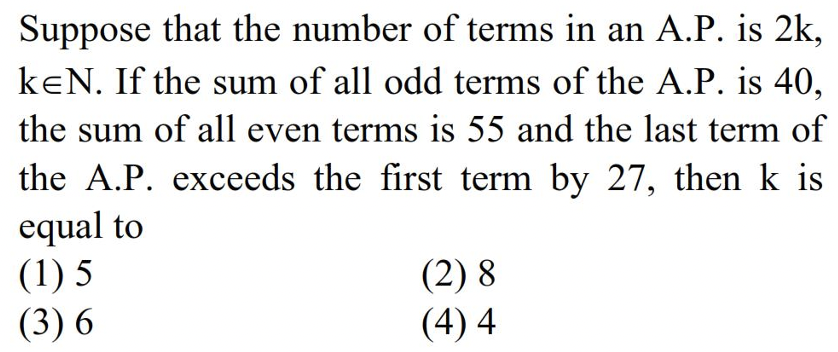 Suppose that the number of terms in an A.P. is 2k,
k∈N. If the sum of all odd terms of the A.P. is 40,
the sum of all even terms is 55 and the last term of
the A.P. exceeds the first term by 27, then k is
equal to
(1) 5 (2) 8
(3) 6 (4) 4